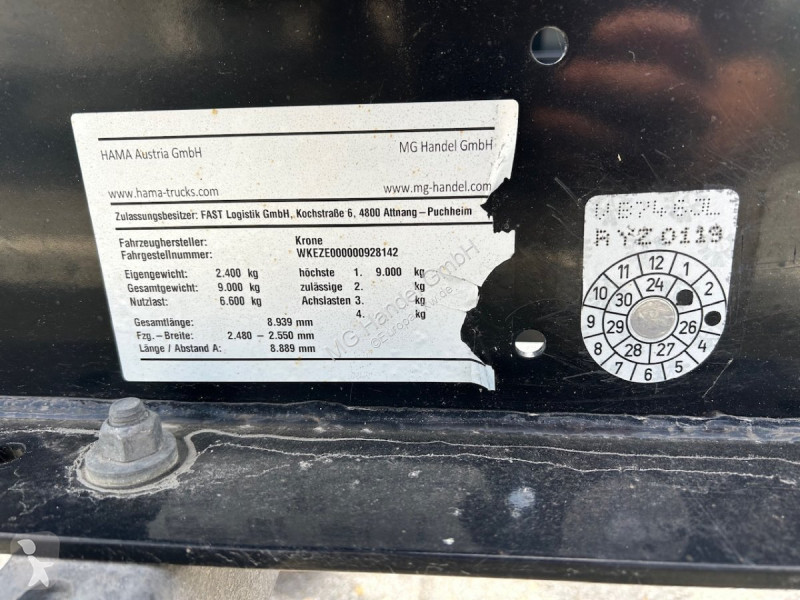 HAMA Austria GmbH MG Handel GmbH
www.hama-trucks.com www.mg-handel.com
Zulassungsbesitzer: FAST Logistik GmbH, Kochstraße 6, 4800 Attnang – Puchheim
Fahrzeughersteller: Krone
Fahrgestellnummer: WKEZE000000928142
Eigengewicht: 2.400 kg höchste 1. 9.000 kg
Gesamtgewicht: 9.000 kg zulässige 2. kg
Nutzlast: 6.600 kg Achslasten 3. kg
4. kg
Gesamtlänge: 8.939 mm
Fzg.- Breite: 2.480 – 2.550 mm
Länge / Abstand A: 8.889 mm
MG Handel GmbH
RYZ 0119
11 12 1
10 30 24 2
9 29 26
8 28 27 4
7 6 5